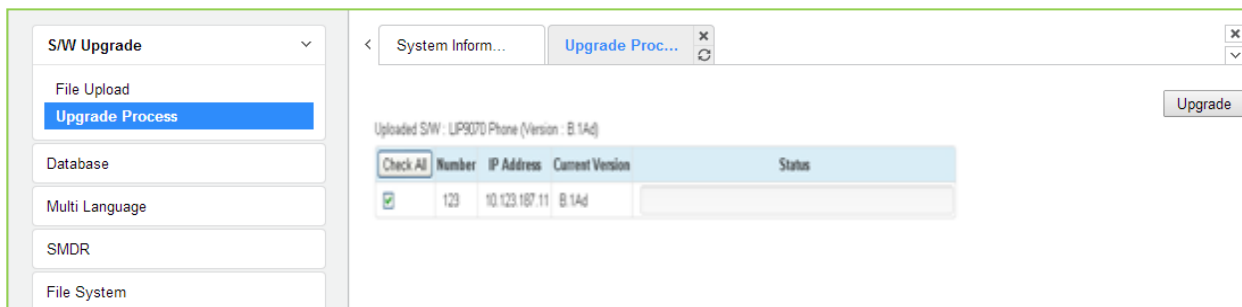 S/W Upgrade
File Upload
Upgrade Process
Database
Multi Language
SMDR
File System
System Inform...
Upgrade Proc...
Upgrade
Uploaded S/W : LIP9070 Phone (Version : B.1Ad)
Check All Number IP Address Current Version Status
123 10.123.187.11 B.1Ad